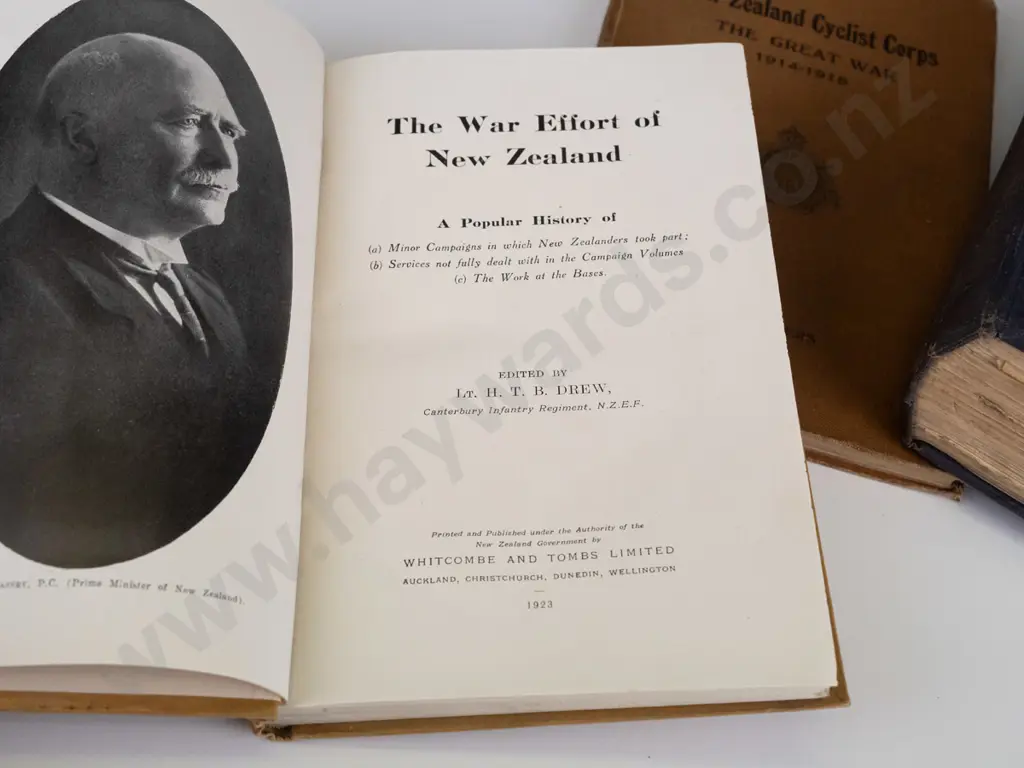 The War Effort of
New Zealand
A Popular History of
(a) Minor Campaigns in which New Zealanders took part;
(b) Services not fully dealt with in the Campaign Volumes
(c) The Work at the Bases.
EDITED BY
LT. H. T. B. DREW,
Canterbury Infantry Regiment, N.Z.E.F.
Printed and Published under the Authority of the
New Zealand Government by
WHITCOMBE AND TOMBS LIMITED
AUCKLAND, CHRISTCHURCH, DUNEDIN, WELLINGTON
1923
P.C. (Prime Minister of New Zealand).
Zealand Cyclist Corps
THE GREAT WAR
1914-1918
www.haywards.co.nz